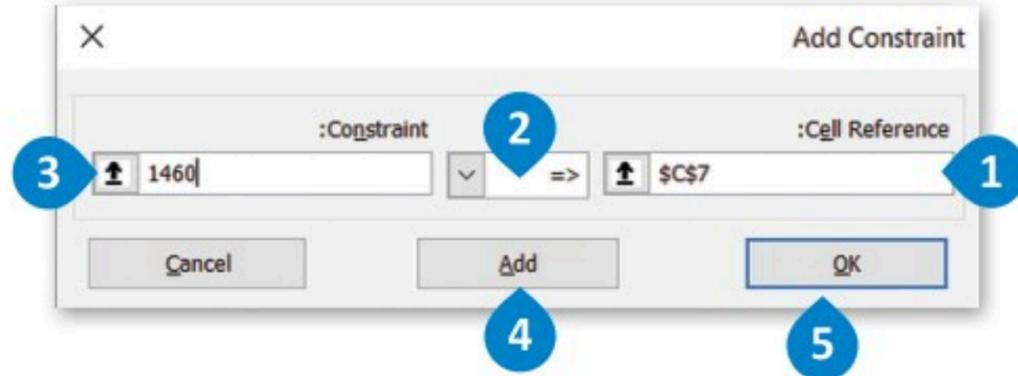 Add Constraint
:Cell Reference
:Constraint
2
1
$C$7
=>
1460
3
OK
Add
Cancel
5
4